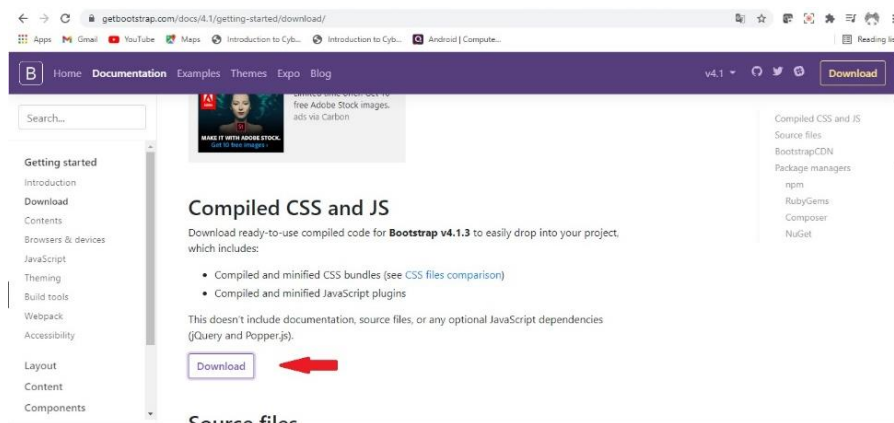 getbootstrap.com/docs/4.1/getting-started/download/
Apps Gmail YouTube Maps Introduction to Cyb... Introduction to Cyb... Android | Compute... Reading lis
B Home Documentation Examples Themes Expo Blog v4.1 Download
Search...
Getting started
Introduction
Download
Contents
Browsers & devices
JavaScript
Theming
Build tools
Webpack
Accessibility
Layout
Content
Components
MAKE IT WITH ADOBE STOCK.
Get 10 free images ›
free Adobe Stock images.
ads via Carbon
Compiled CSS and JS
Download ready-to-use compiled code for Bootstrap v4.1.3 to easily drop into your project,
which includes:
• Compiled and minified CSS bundles (see CSS files comparison)
• Compiled and minified JavaScript plugins
This doesn't include documentation, source files, or any optional JavaScript dependencies
(jQuery and Popper.js).
Download
Source files
Compiled CSS and JS
Source files
BootstrapCDN
Package managers
npm
RubyGems
Composer
NuGet